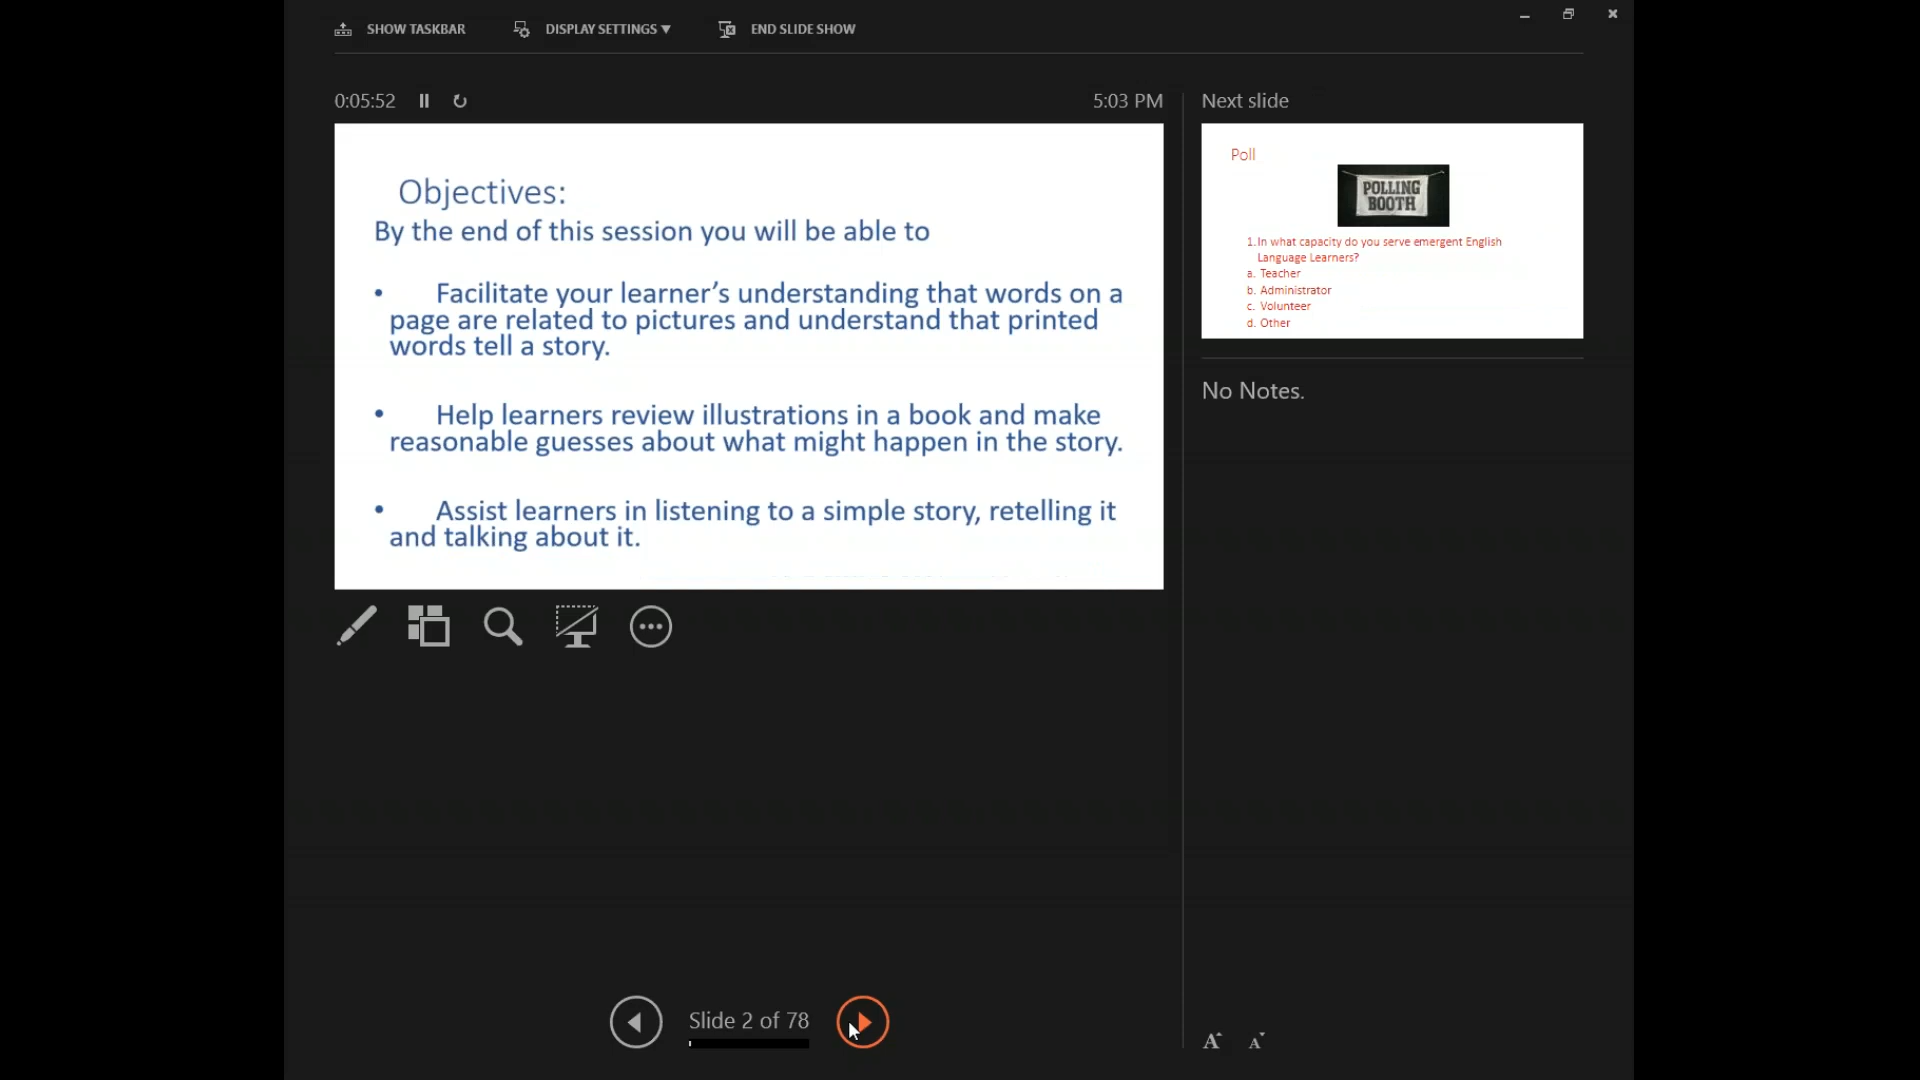 SHOW TASKBAR
DISPLAY SETTINGS
END SLIDE SHOW
0:05:52
5:03 PM
Objectives:
By the end of this session you will be able to
• Facilitate your learner’s understanding that words on a
page are related to pictures and understand that printed
words tell a story.
• Help learners review illustrations in a book and make
reasonable guesses about what might happen in the story.
• Assist learners in listening to a simple story, retelling it
and talking about it.
Next slide
Poll
POLLING
BOOTH
1.In what capacity do you serve emergent English
Language Learners?
a. Teacher
b. Administrator
c. Volunteer
d. Other
No Notes.
Slide 2 of 78
A A